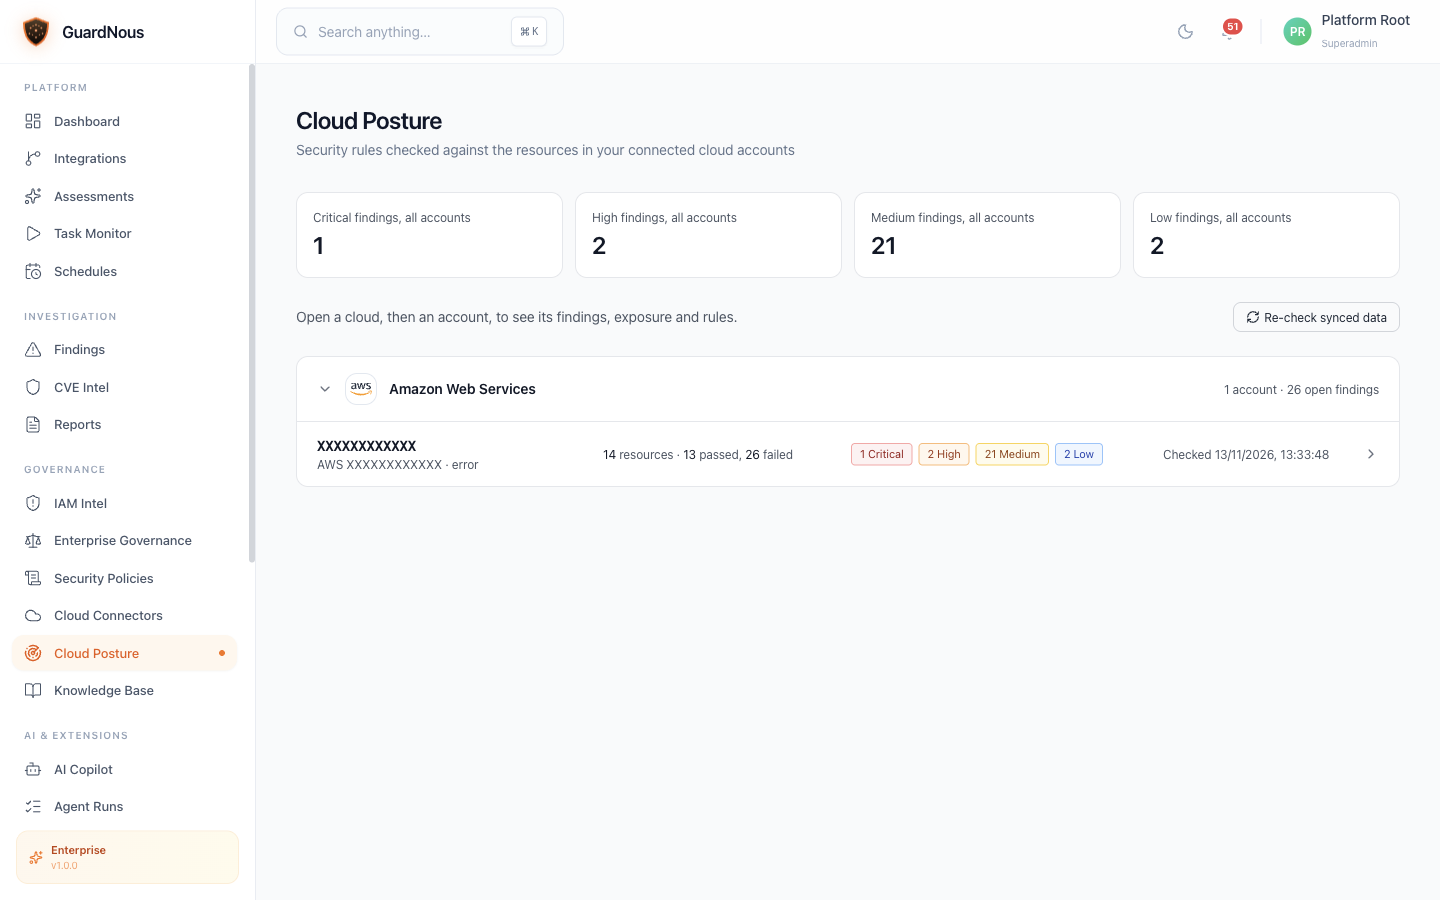 GuardNous
Search anything...
⌘ K
51
PR
Platform Root
Superadmin
PLATFORM
Dashboard
Integrations
Assessments
Task Monitor
Schedules
INVESTIGATION
Findings
CVE Intel
Reports
GOVERNANCE
IAM Intel
Enterprise Governance
Security Policies
Cloud Connectors
Cloud Posture
Knowledge Base
AI & EXTENSIONS
AI Copilot
Agent Runs
Enterprise
v1.0.0
Cloud Posture
Security rules checked against the resources in your connected cloud accounts
Critical findings, all accounts
1
High findings, all accounts
2
Medium findings, all accounts
21
Low findings, all accounts
2
Open a cloud, then an account, to see its findings, exposure and rules.
Re-check synced data
aws
Amazon Web Services
1 account · 26 open findings
XXXXXXXXXXXX
AWS XXXXXXXXXXXX · error
14 resources · 13 passed, 26 failed
1 Critical
2 High
21 Medium
2 Low
Checked 13/11/2026, 13:33:48